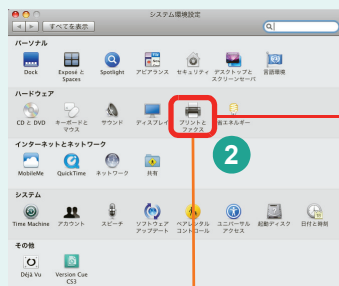 システム環境設定
すべてを表示
パーソナル
Dock Exposé と Spaces Spotlight アピアランス セキュリティ デスクトップと スクリーンセーバ 言語環境
ハードウェア
CD と DVD キーボードと マウス サウンド ディスプレイ プリントと ファクス 省エネルギー
2
インターネットとネットワーク
MobileMe QuickTime ネットワーク 共有
システム
Time Machine アカウント スピーチ ソフトウェア アップデート ペアレンタル コントロール ユニバーサル アクセス 起動ディスク 日付と時刻
その他
Déjà Vu Version Cue CS3